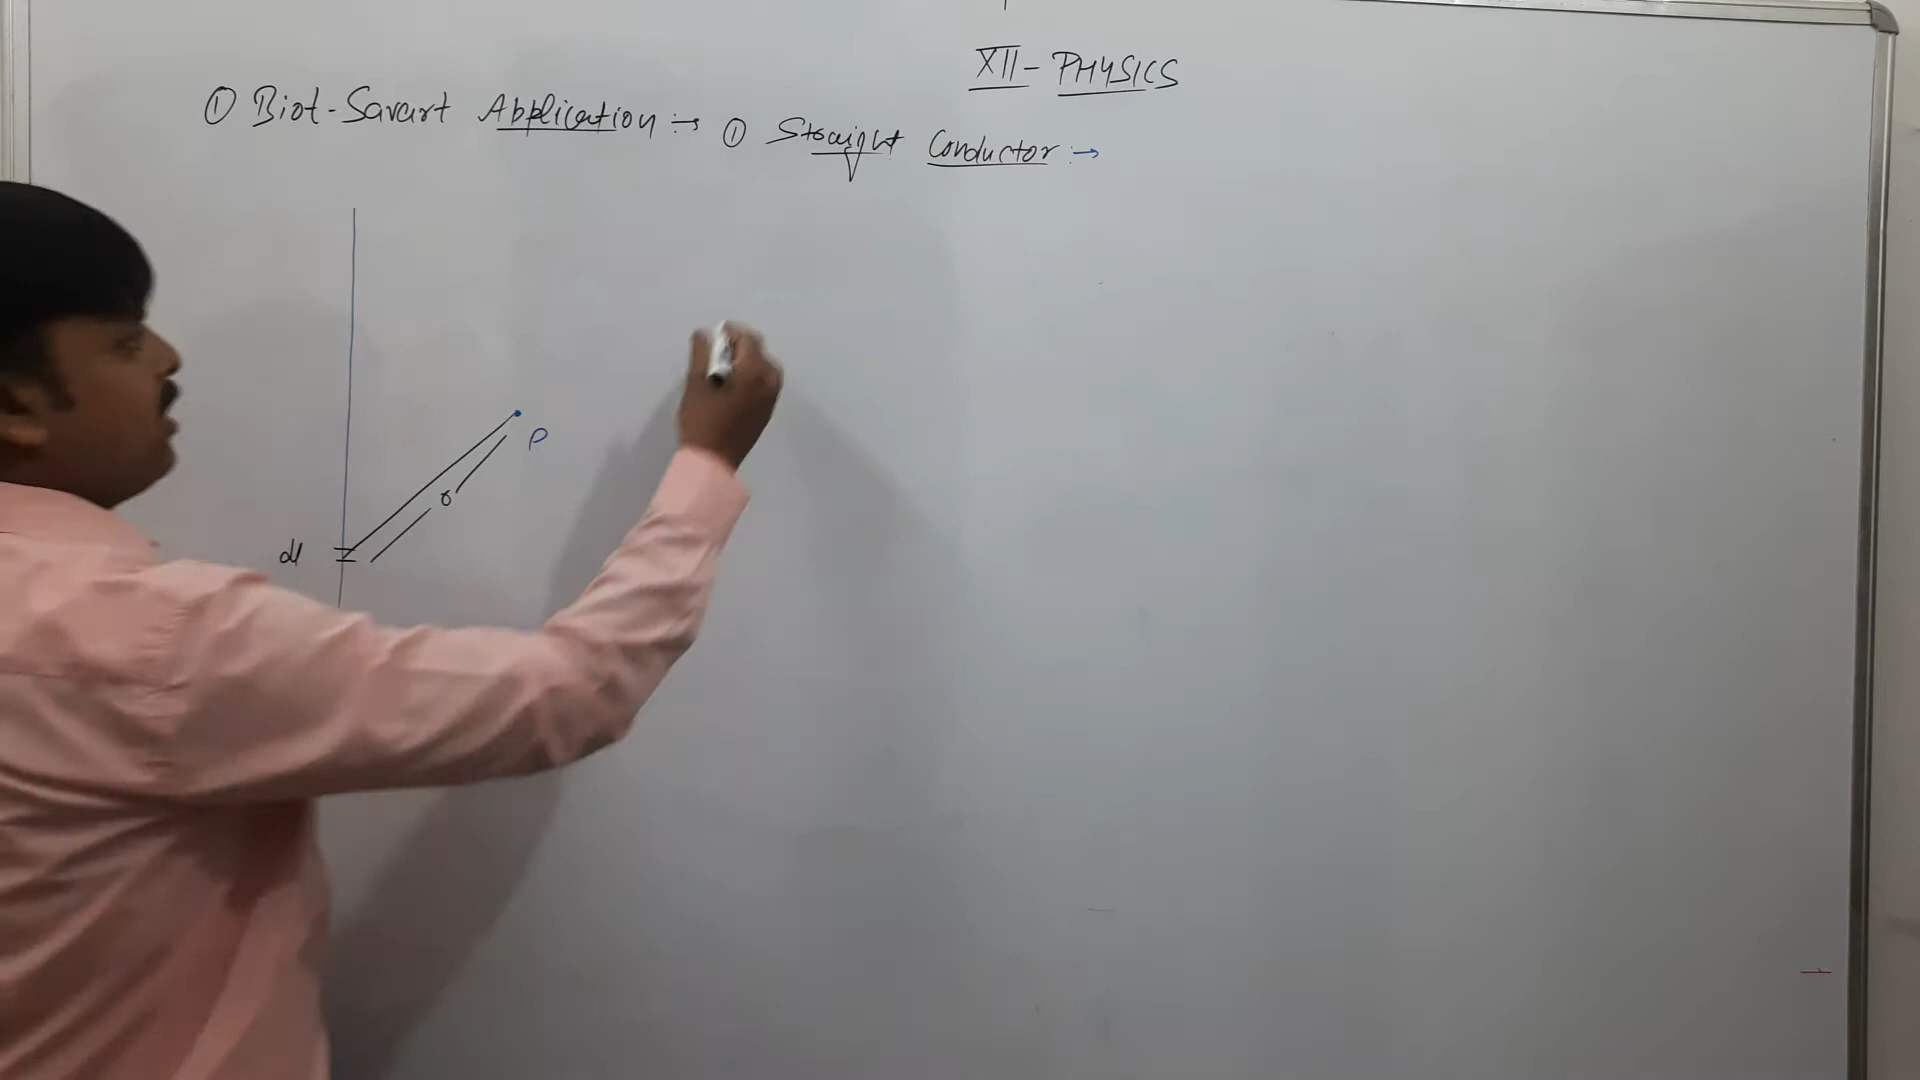 XII - PHYSICS
① Biot-Savart Application :→ ① Straight Conductor :→
P
r
dl